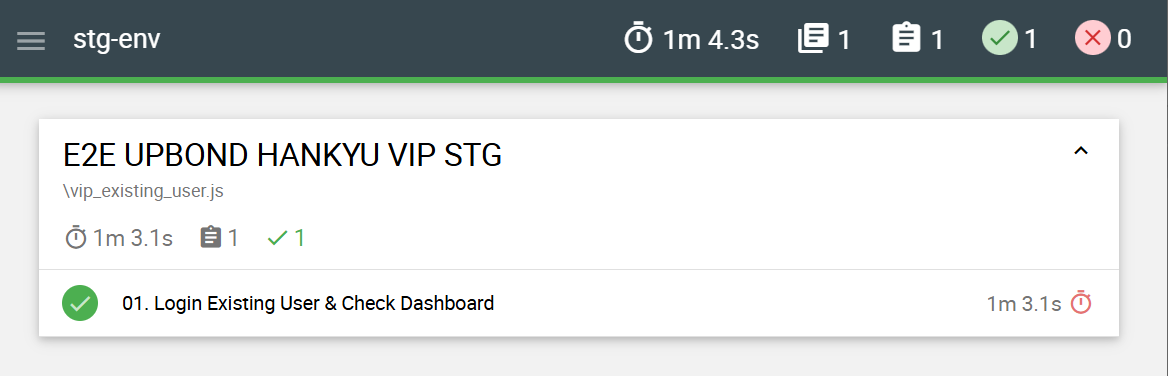 stg-env 1m 4.3s 1 1 1 0
E2E UPBOND HANKYU VIP STG
\vip_existing_user.js
1m 3.1s 1 1
01. Login Existing User & Check Dashboard 1m 3.1s